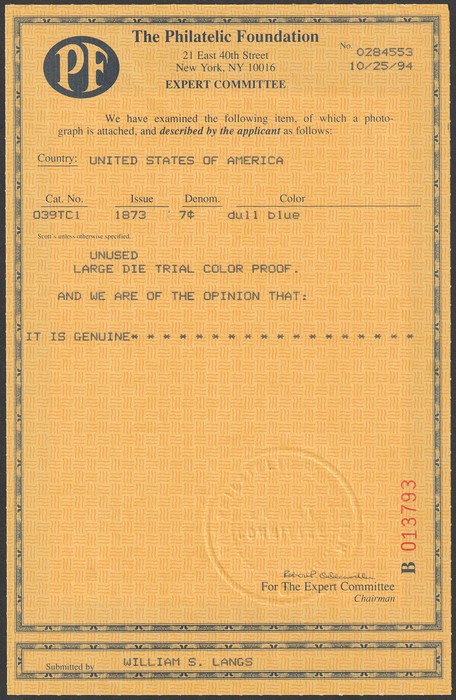 PF
The Philatelic Foundation
21 East 40th Street
New York, NY 10016
EXPERT COMMITTEE
No 0284553
10/25/94
We have examined the following item, of which a photo-
graph is attached, and described by the applicant as follows:
Country: UNITED STATES OF AMERICA
Cat. No. Issue Denom. Color
O39TC1 1873 7¢ dull blue
Scott's unless otherwise specified.
UNUSED
LARGE DIE TRIAL COLOR PROOF.
AND WE ARE OF THE OPINION THAT:
IT IS GENUINE* * * * * * * * * * * * * * * * * *
B 013793
For The Expert Committee
Chairman
Submitted by WILLIAM S. LANGS